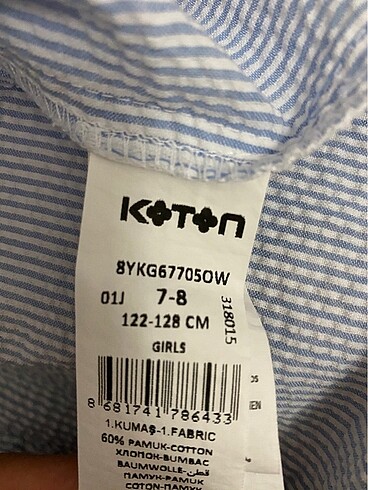 KOTON
8YKG67705OW
01J 7-8
318015
122-128 CM
GIRLS
8 681741 786433
1.KUMAŞ-1.FABRIC
60% PAMUK-COTTON
ХЛОПОК-BUMBAC
BAUMWOLLE-قطن
ПАМУК-PAMUK
COTON-ПАМУК